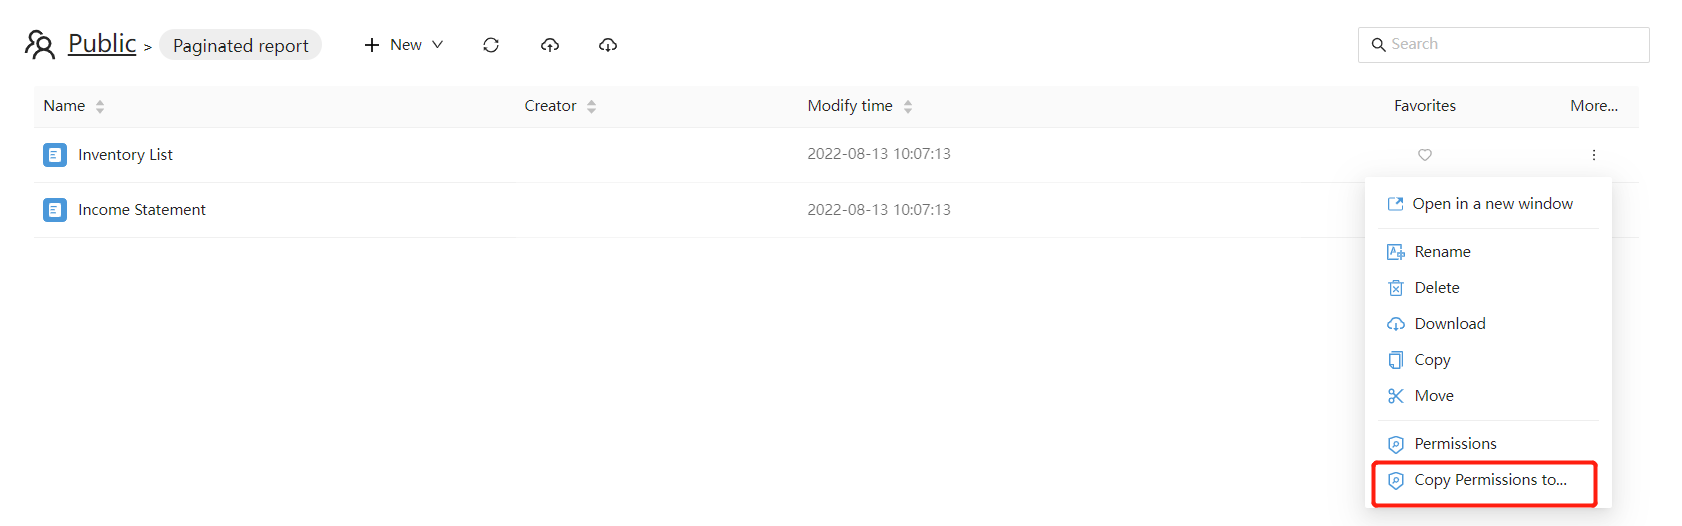 Public > Paginated report New Search
Name Creator Modify time Favorites More...
Inventory List 2022-08-13 10:07:13
Income Statement 2022-08-13 10:07:13
Open in a new window
Rename
Delete
Download
Copy
Move
Permissions
Copy Permissions to...